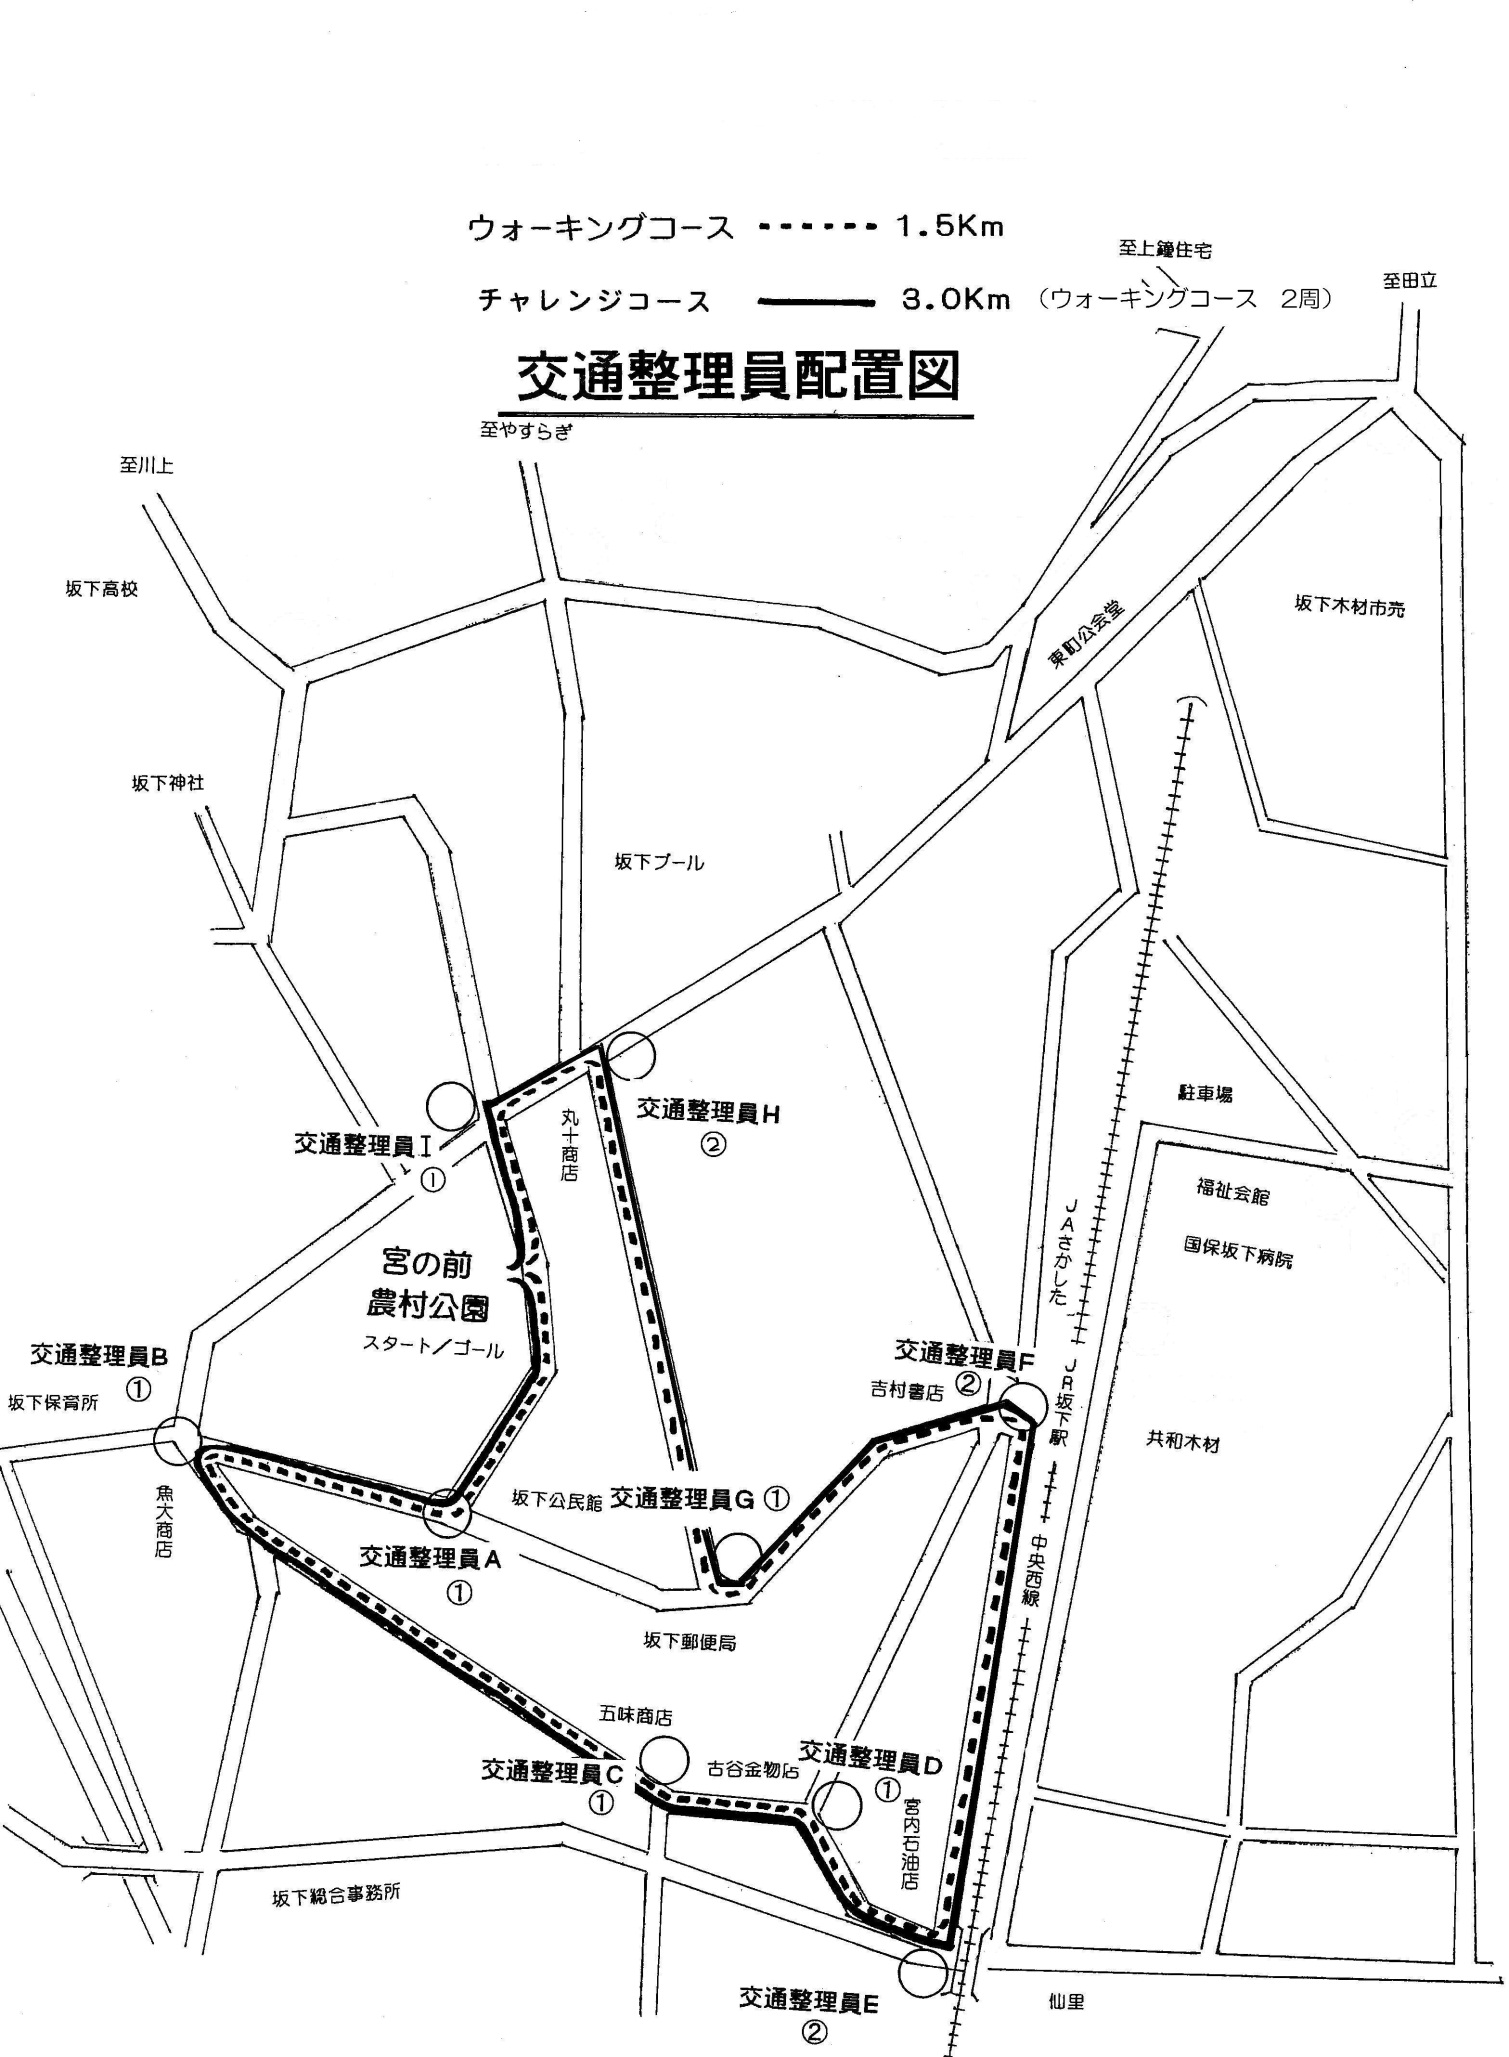 ウォーキングコース 1.5Km
至上鐘住宅
至田立
チャレンジコース 3.0Km (ウォーキングコース 2周)
交通整理員配置図
至やすらぎ
至川上
坂下高校
坂下木材市売
東町公会堂
坂下神社
坂下プール
駐車場
交通整理員H
②
丸十商店
交通整理員I
①
福祉会館
国保坂下病院
JAさかした
宮の前
農村公園
スタート/ゴール
交通整理員B
①
坂下保育所
交通整理員F
②
吉村書店
JR坂下駅
共和木材
魚大商店
坂下公民館
交通整理員G ①
交通整理員A
①
中央西線
坂下郵便局
五味商店
交通整理員C
①
古谷金物店
交通整理員D
①
宮内石油店
坂下総合事務所
交通整理員E
②
仙里